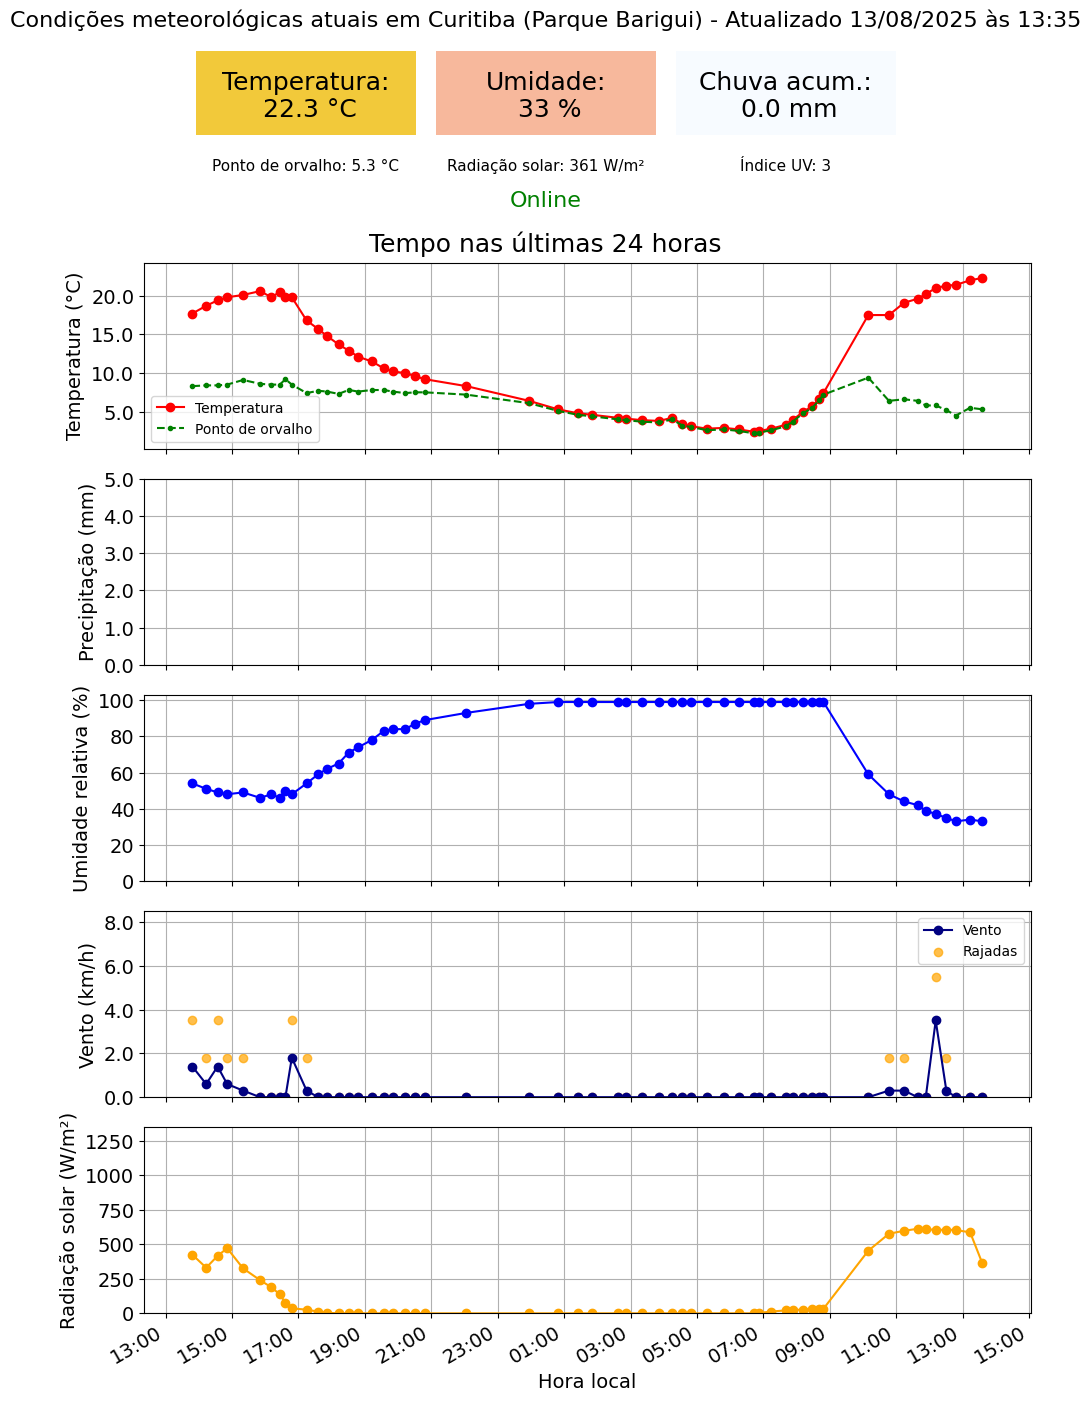 Condições meteorológicas atuais em Curitiba (Parque Barigui) - Atualizado 13/08/2025 às 13:35
Temperatura:
22.3 °C
Umidade:
33 %
Chuva acum.:
0.0 mm
Ponto de orvalho: 5.3 °C
Radiação solar: 361 W/m²
Índice UV: 3
Online
Tempo nas últimas 24 horas
Temperatura (°C)
20.0
15.0
10.0
5.0
Temperatura
Ponto de orvalho
Precipitação (mm)
5.0
4.0
3.0
2.0
1.0
0.0
Umidade relativa (%)
100
80
60
40
20
0
Vento (km/h)
8.0
6.0
4.0
2.0
0.0
Vento
Rajadas
Radiação solar (W/m²)
1250
1000
750
500
250
0
13:00
15:00
17:00
19:00
21:00
23:00
01:00
03:00
05:00
07:00
09:00
11:00
13:00
15:00
Hora local